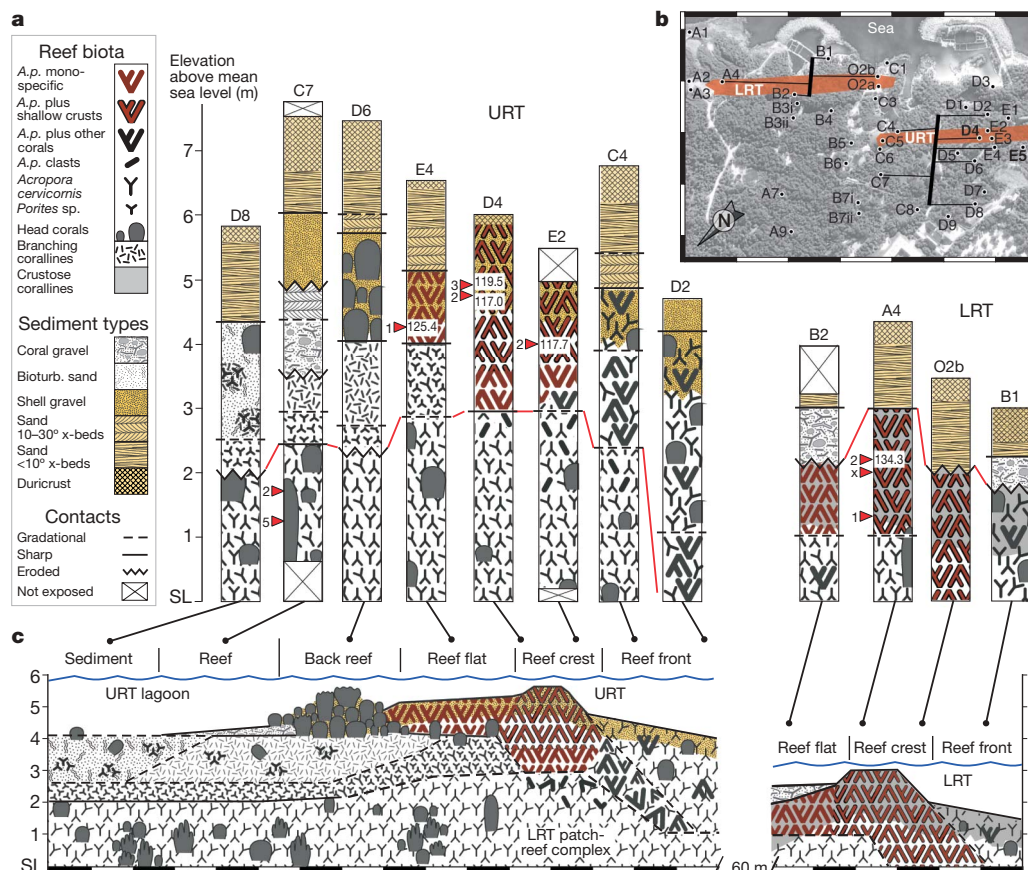 a
Reef biota
A.p. mono-
specific
A.p. plus
shallow crusts
A.p. plus other
corals
A.p. clasts
Acropora
cervicornis
Porites sp.
Head corals
Branching
corallines
Crustose
corallines
Sediment types
Coral gravel
Bioturb. sand
Shell gravel
Sand
10–30º x-beds
Sand
<10º x-beds
Duricrust
Contacts
Gradational
Sharp
Eroded
Not exposed
Elevation
above mean
sea level (m)
7
6
5
4
3
2
1
SL
URT
D8
C7
2
5
D6
E4
1
125.4
D4
3
119.5
2
117.0
E2
2
117.7
C4
D2
b
Sea
A1
B1
C1
O2b
O2a
A2
A4
LRT
A3
B2
B3i
B3ii
B4
C3
D3
D1
D2
E1
C4
D4
E2
URT
E3
C5
B5
C6
D5
E4
E5
B6
D6
C7
A7
B7i
B7ii
C8
D7
D8
D9
A9
N
LRT
B2
A4
2
134.3
x
1
O2b
B1
c
Sediment
Reef
Back reef
Reef flat
Reef crest
Reef front
6
5
4
3
2
1
SL
URT lagoon
URT
LRT patch-
reef complex
60 m
Reef flat
Reef crest
Reef front
LRT